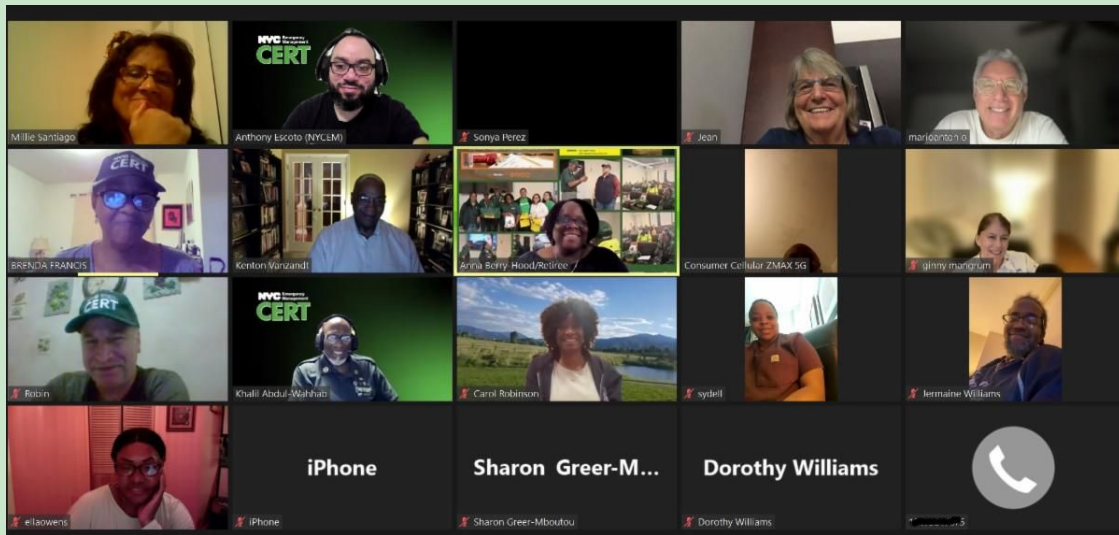 NYC Emergency Management
CERT
Millie Santiago
Anthony Escoto (NYCEM)
Sonya Perez
Jean
marioantonio
CERT
BRENDA FRANCIS
Kenton Vanzandt
Anna Berry-Hood/Retiree
Consumer Cellular ZMAX 5G
ginny mangrum
CERT
NYC Emergency Management
CERT
Robin
Khalil Abdul-Wahhab
Carol Robinson
sydell
Jermaine Williams
iPhone
Sharon Greer-M...
Dorothy Williams
ellaowens
iPhone
Sharon Greer-Mboutou
Dorothy Williams